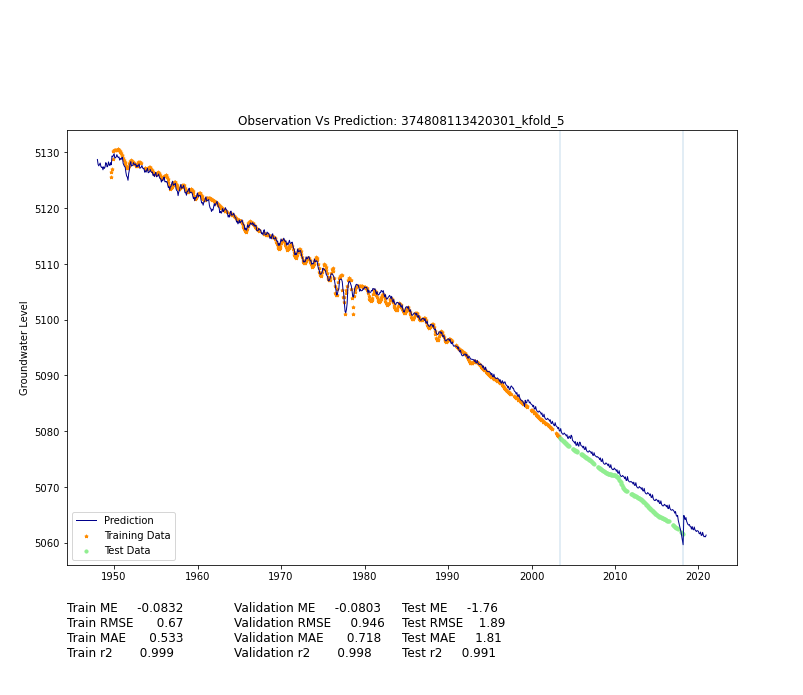 Observation Vs Prediction: 374808113420301_kfold_5
Groundwater Level
5130
5120
5110
5100
5090
5080
5070
5060
Prediction
Training Data
Test Data
1950 1960 1970 1980 1990 2000 2010 2020
Train ME -0.0832 Validation ME -0.0803 Test ME -1.76
Train RMSE 0.67 Validation RMSE 0.946 Test RMSE 1.89
Train MAE 0.533 Validation MAE 0.718 Test MAE 1.81
Train r2 0.999 Validation r2 0.998 Test r2 0.991